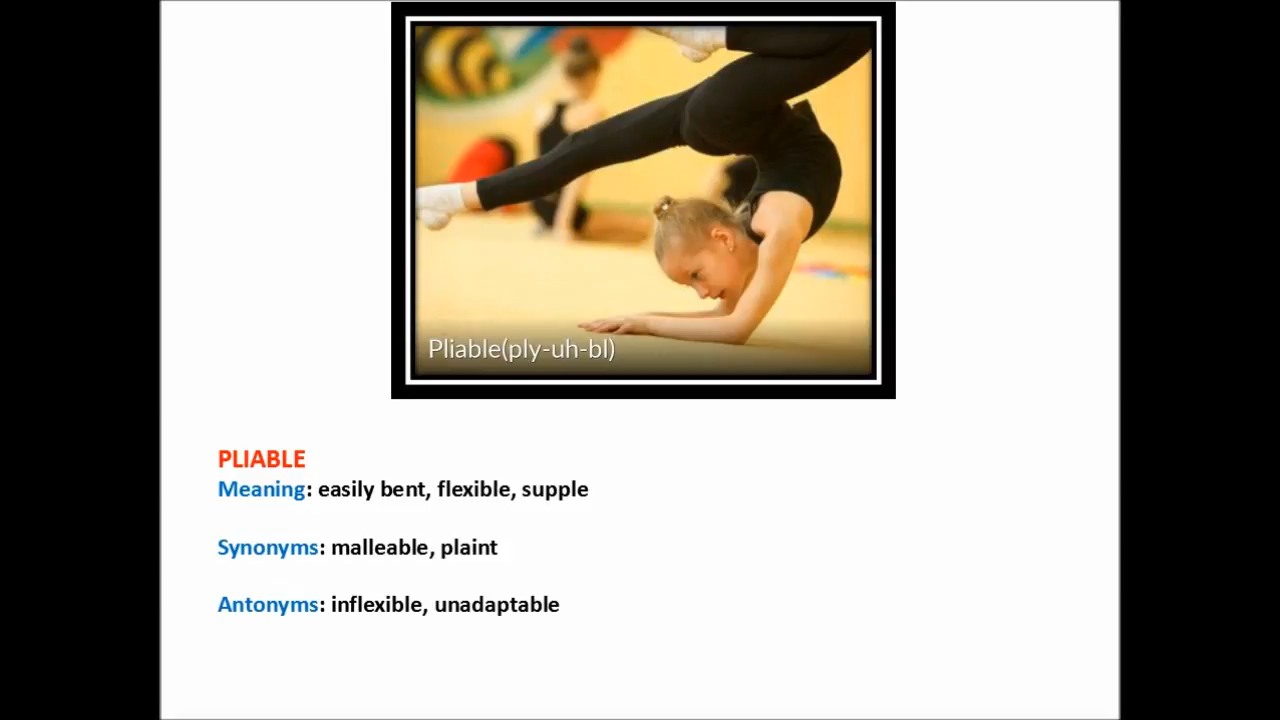 Pliable(ply-uh-bl)
PLIABLE
Meaning: easily bent, flexible, supple
Synonyms: malleable, plaint
Antonyms: inflexible, unadaptable